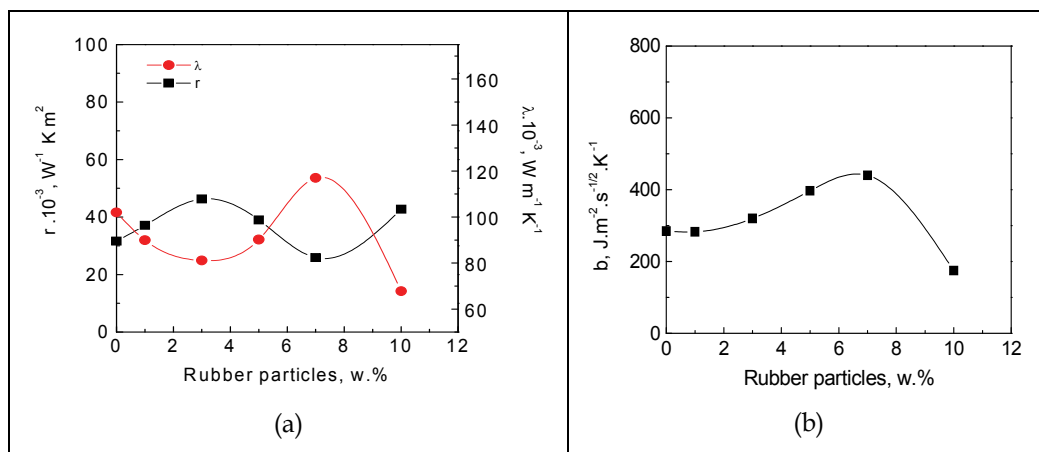 100
80
60
40
20
0
r .10⁻³, W⁻¹ K m²
λ
r
160
140
120
100
80
60
λ.10⁻³, W m⁻¹ K⁻¹
0 2 4 6 8 10 12
Rubber particles, w.%
(a)
800
600
400
200
0
b, J.m⁻².s⁻¹/².K⁻¹
0 2 4 6 8 10 12
Rubber particles, w.%
(b)